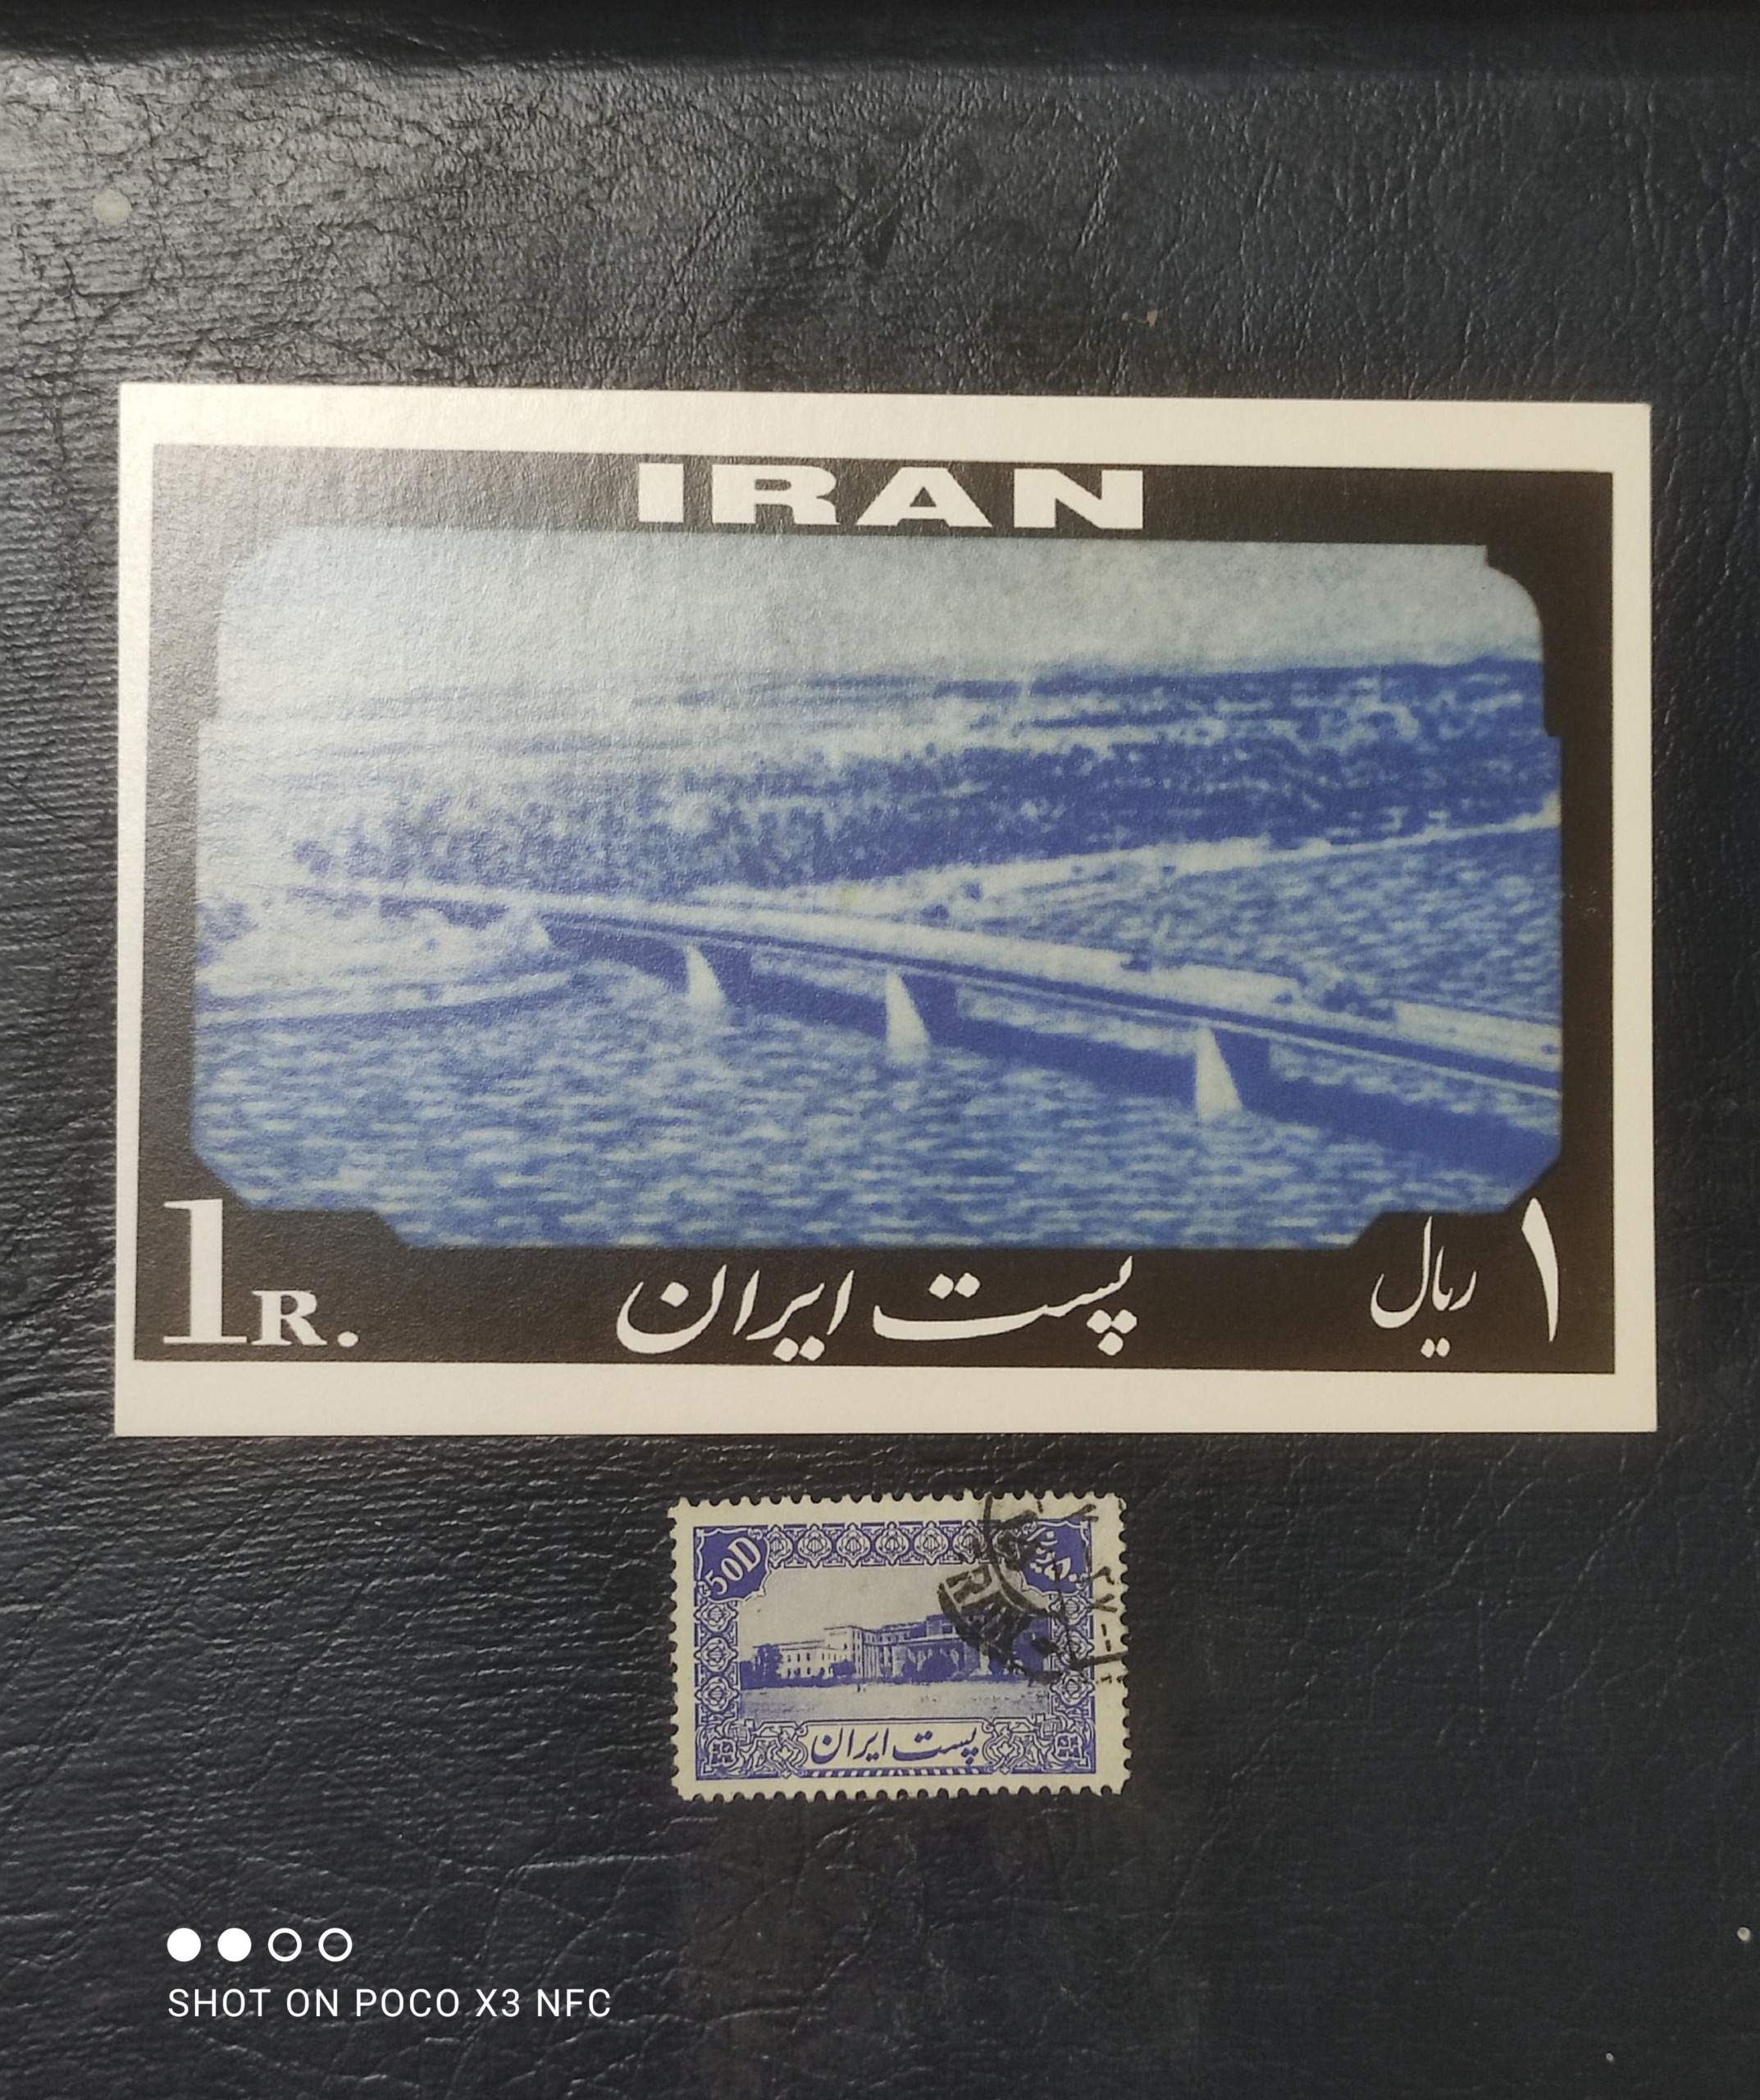 IRAN
1R.
پست ایران
۱ ریال
50D
پست ایران
SHOT ON POCO X3 NFC